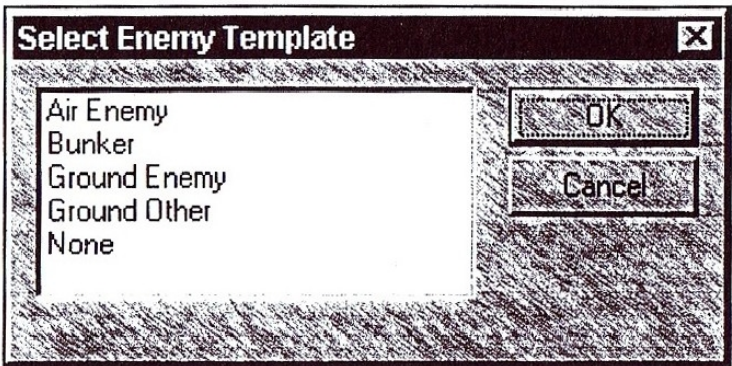 Select Enemy Template
Air Enemy
Bunker
Ground Enemy
Ground Other
None
OK
Cancel